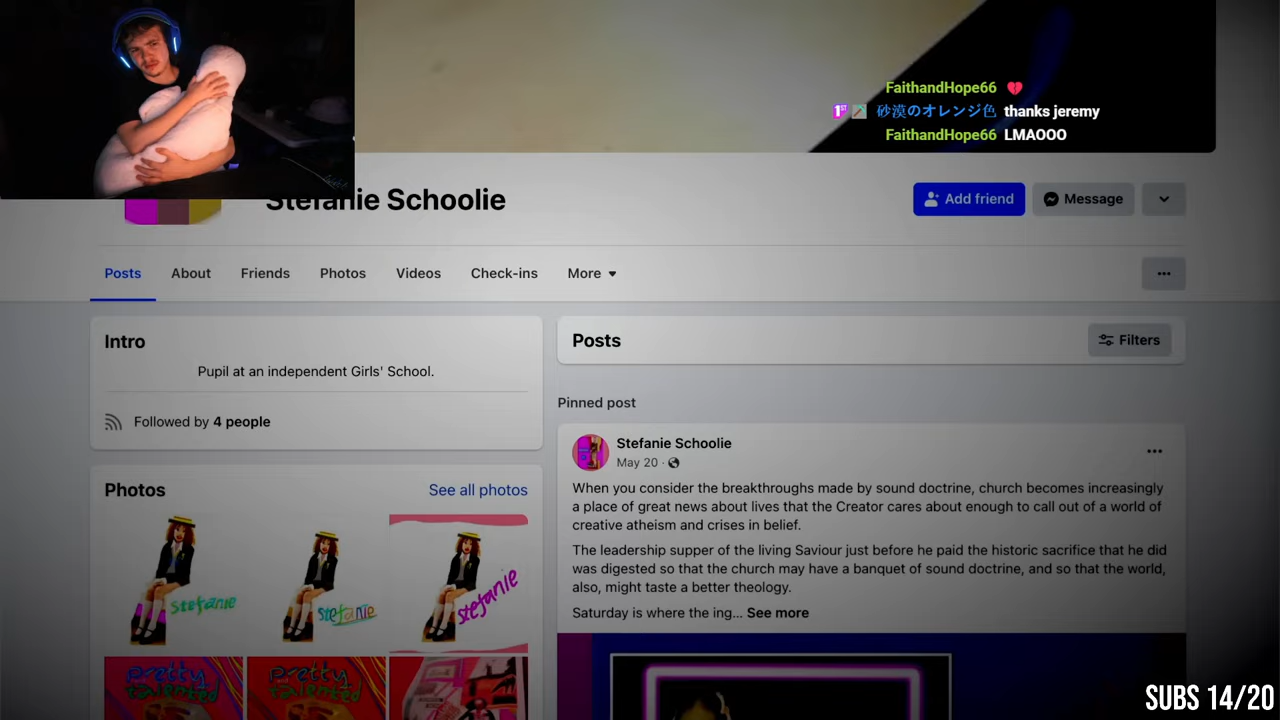 FaithandHope66
砂漠のオレンジ色 thanks jeremy
FaithandHope66 LMAOOO
Stefanie Schoolie
Add friend
Message
Posts
About
Friends
Photos
Videos
Check-ins
More
Intro
Pupil at an independent Girls' School.
Followed by 4 people
Photos
See all photos
stefanie
stefanie
stefanie
pretty
talented
pretty
talented
Posts
Filters
Pinned post
Stefanie Schoolie
May 20 ·
When you consider the breakthroughs made by sound doctrine, church becomes increasingly
a place of great news about lives that the Creator cares about enough to call out of a world of
creative atheism and crises in belief.
The leadership supper of the living Saviour just before he paid the historic sacrifice that he did
was digested so that the church may have a banquet of sound doctrine, and so that the world,
also, might taste a better theology.
Saturday is where the ing... See more
SUBS 14/20